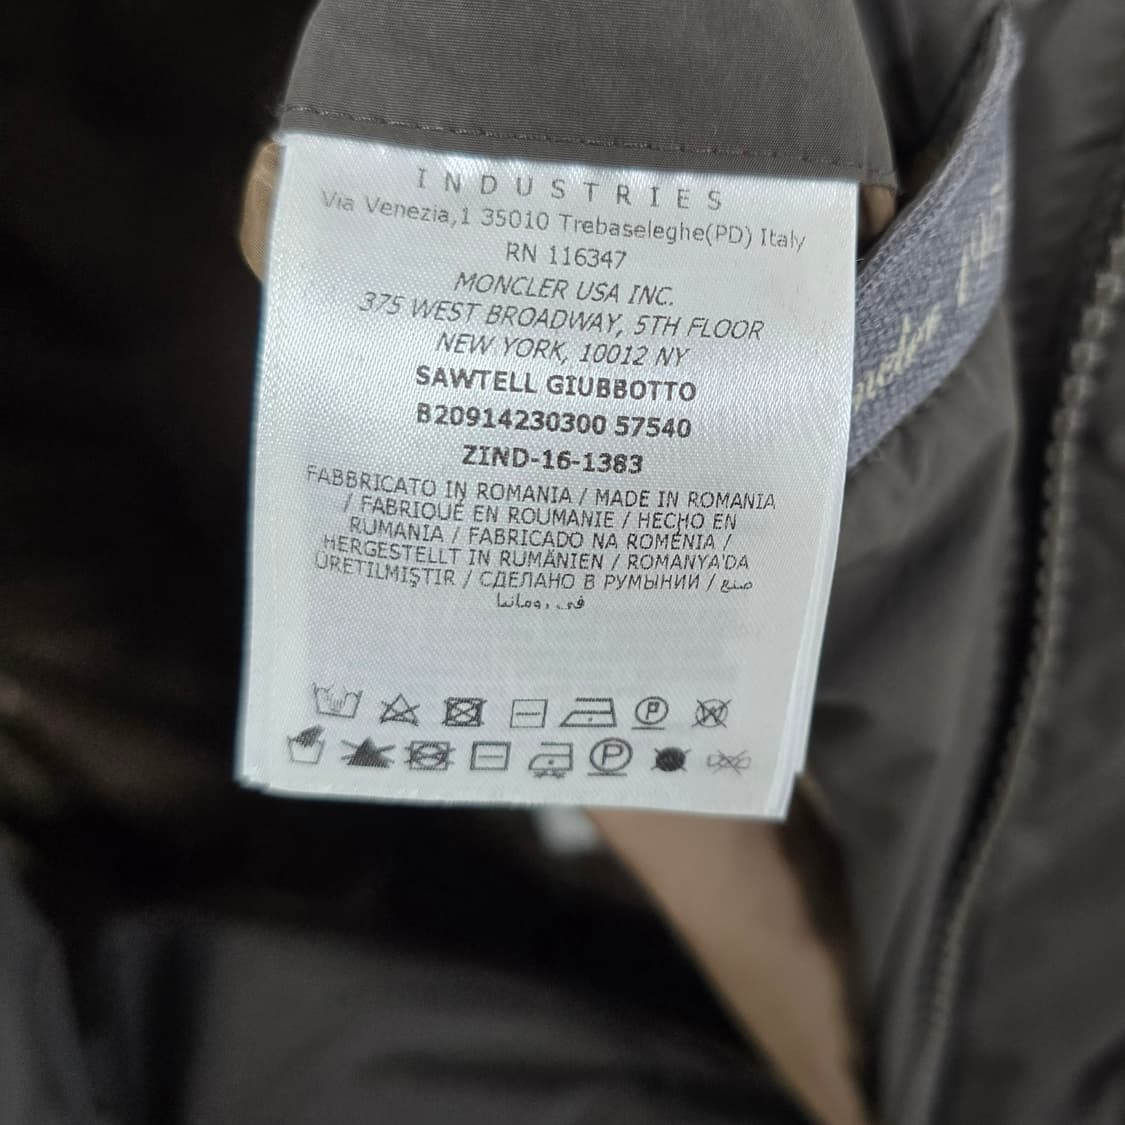 INDUSTRIES
Via Venezia,1 35010 Trebaseleghe(PD) Italy
RN 116347
MONCLER USA INC.
375 WEST BROADWAY, 5TH FLOOR
NEW YORK, 10012 NY
SAWTELL GIUBBOTTO
B20914230300 57540
ZIND-16-1383
FABBRICATO IN ROMANIA / MADE IN ROMANIA
/ FABRIQUÉ EN ROUMANIE / HECHO EN
RUMANIA / FABRICADO NA ROMÉNIA /
HERGESTELLT IN RUMÄNIEN / ROMANYA'DA
ÜRETILMIŞTIR / СДЕЛАНО В РУМЫНИИ / صنع
في رومانيا
P
P